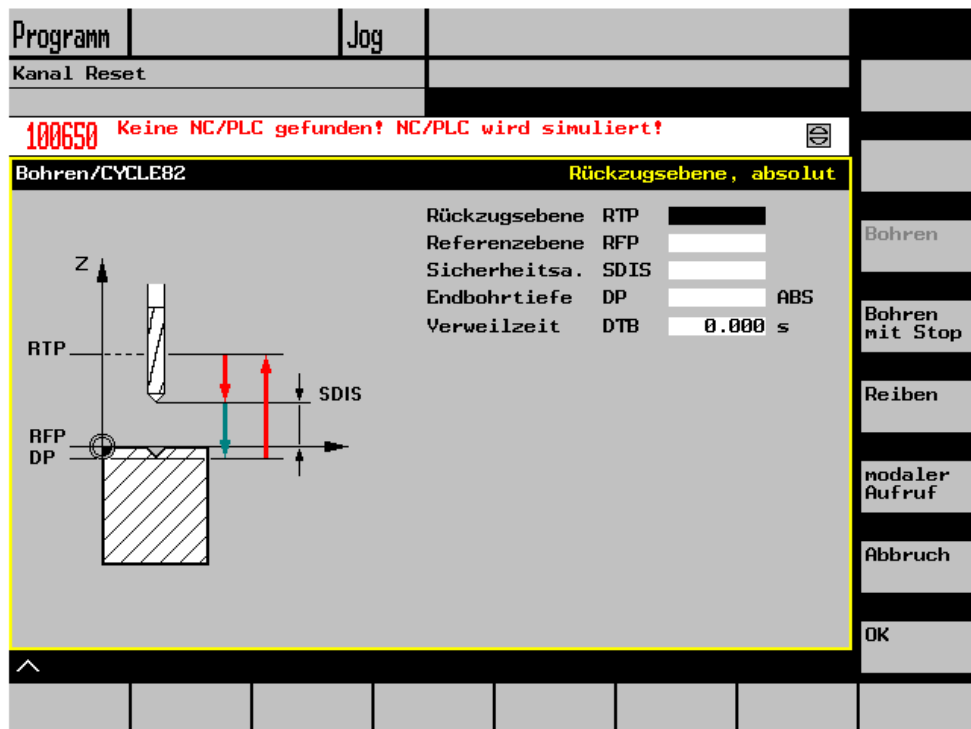 Programm
Jog
Kanal Reset
100650 Keine NC/PLC gefunden! NC/PLC wird simuliert!
Bohren/CYCLE82
Rückzugsebene, absolut
Rückzugsebene RTP
Referenzebene RFP
Sicherheitsa. SDIS
Endbohrtiefe DP ABS
Verweilzeit DTB 0.000 s
Z
RTP
SDIS
RFP
DP
Bohren
Bohren
mit Stop
Reiben
modaler
Aufruf
Abbruch
OK